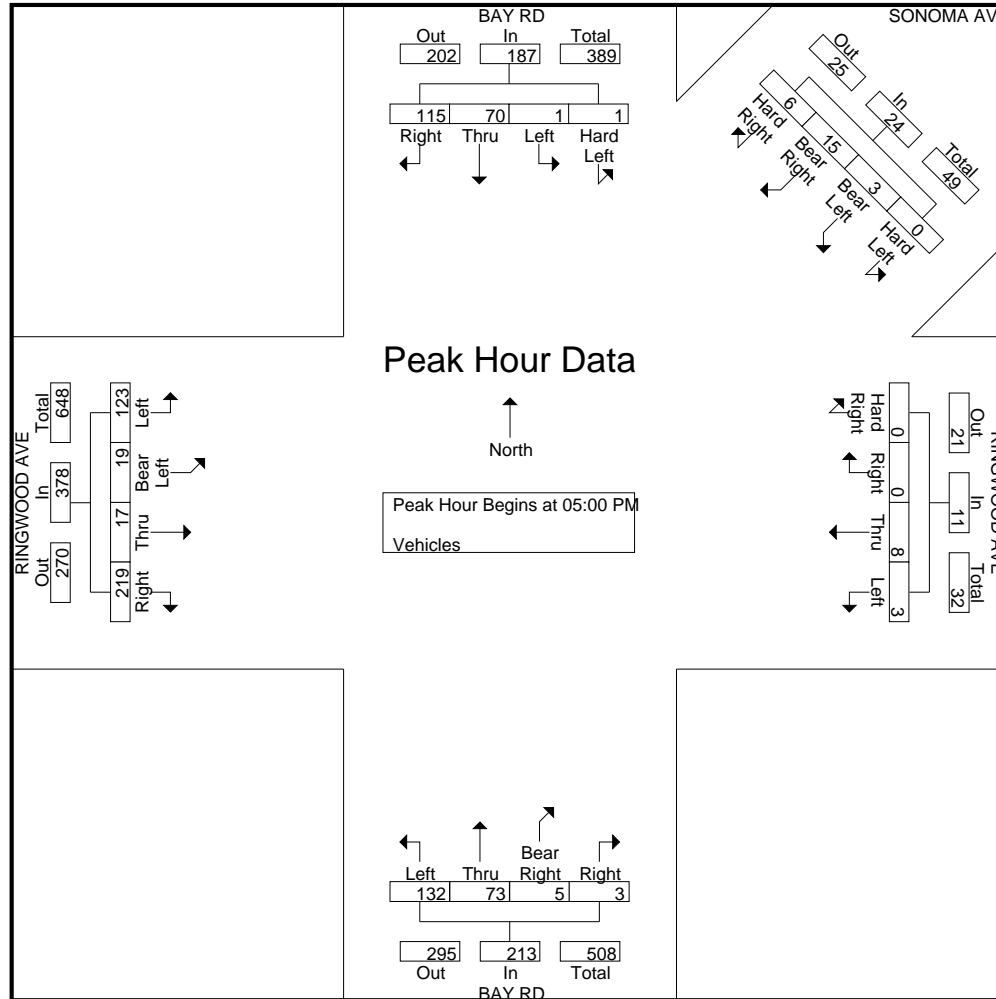 BAY RD
Out In Total
202 187 389
115 70 1 1
Right Thru Left Hard Left
SONOMA AV
Out In Total
25 24 49
6 15 3 0
Hard Right Bear Right Bear Left Hard Left
Peak Hour Data
North
Peak Hour Begins at 05:00 PM
Vehicles
RINGWOOD AVE
Total In Out
648 378 270
123 19 17 219
Left Bear Left Thru Right
RINGWOOD AVE
Out In Total
21 11 32
0 0 8 3
Hard Right Right Thru Left
Left Thru Bear Right Right
132 73 5 3
295 213 508
Out In Total
BAY RD